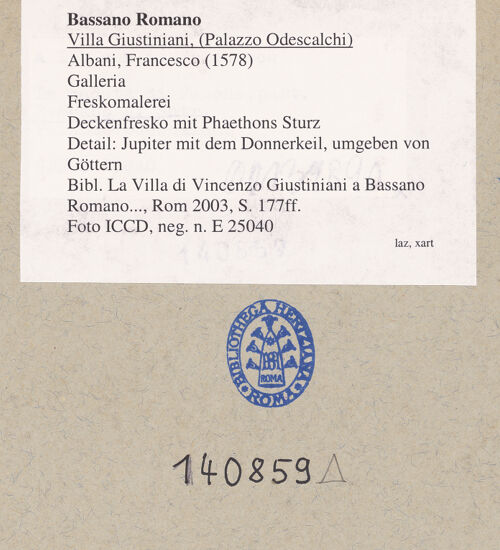 Bassano Romano
Villa Giustiniani, (Palazzo Odescalchi)
Albani, Francesco (1578)
Galleria
Freskomalerei
Deckenfresko mit Phaethons Sturz
Detail: Jupiter mit dem Donnerkeil, umgeben von
Göttern
Bibl. La Villa di Vincenzo Giustiniani a Bassano
Romano..., Rom 2003, S. 177ff.
Foto ICCD, neg. n. E 25040
laz, xart
BIBLIOTHECA HERTZIANA
ROMA
ROMA
140859